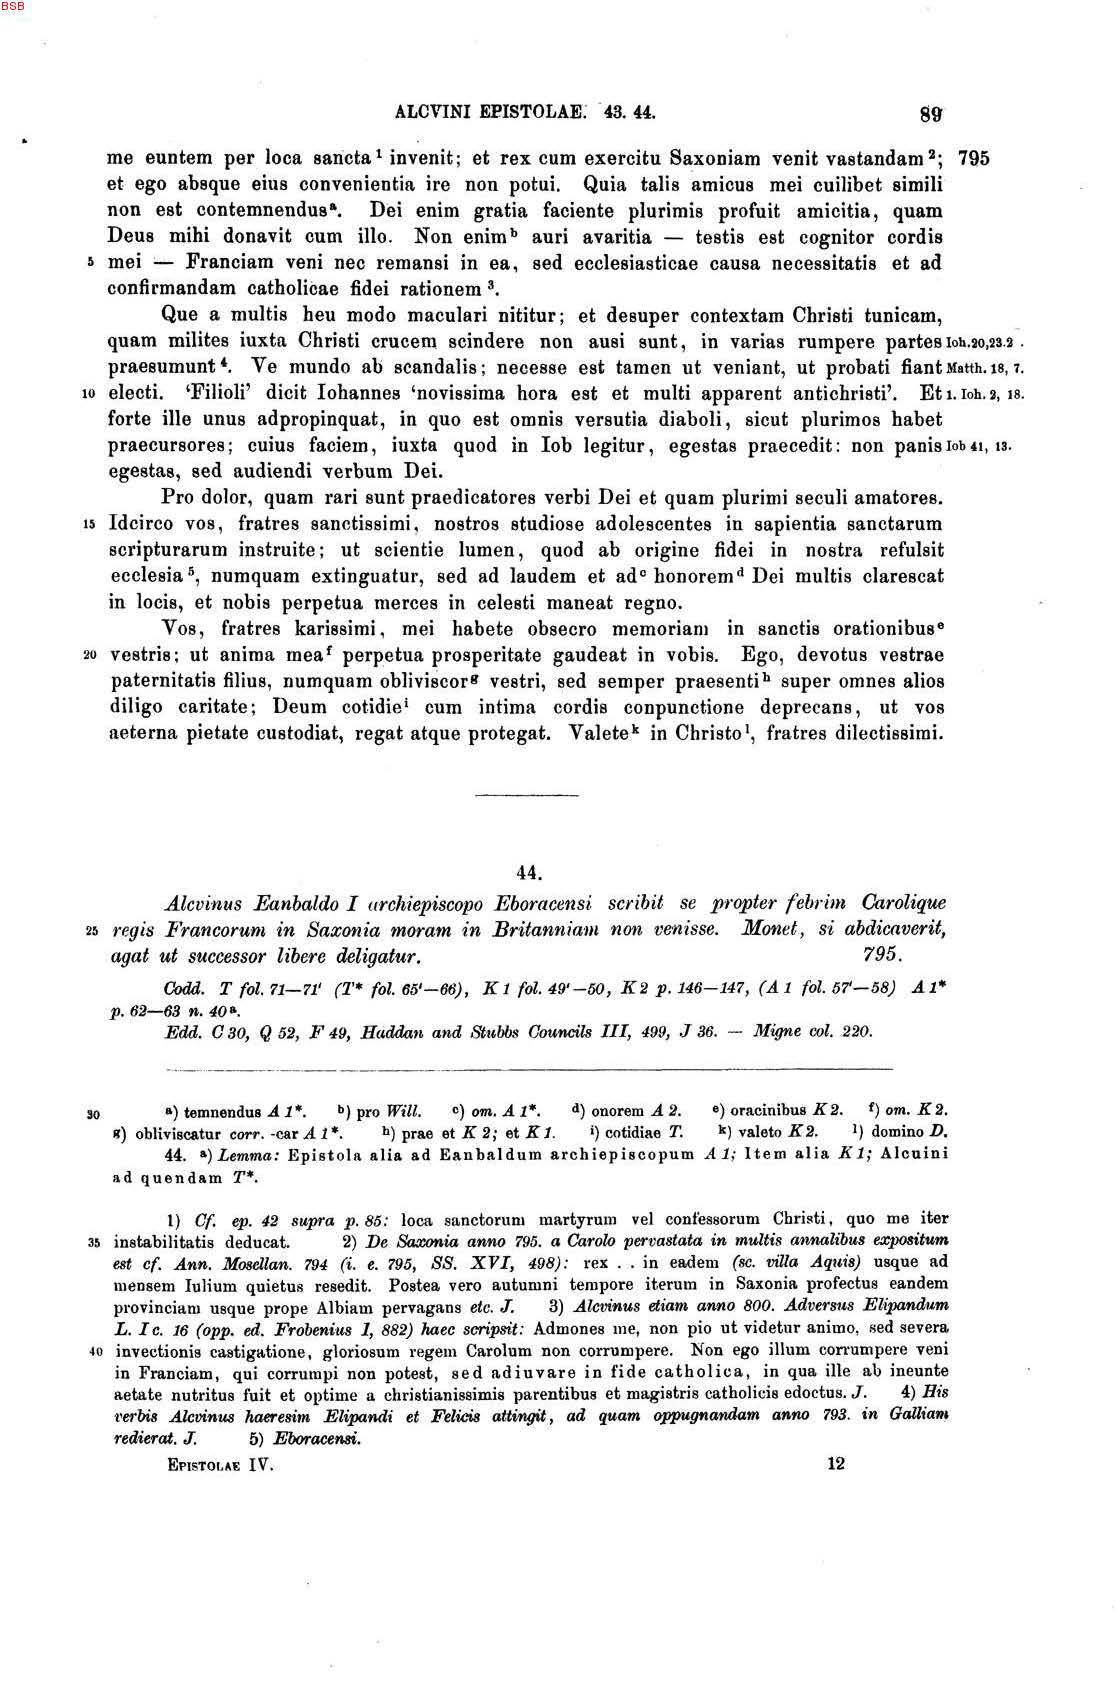 BSB
ALCVINI EPISTOLAE. 43. 44. 89
me euntem per loca sancta¹ invenit; et rex cum exercitu Saxoniam venit vastandam²; 795
et ego absque eius convenientia ire non potui. Quia talis amicus mei cuilibet simili
non est contemnendusᵃ. Dei enim gratia faciente plurimis profuit amicitia, quam
Deus mihi donavit cum illo. Non enimᵇ auri avaritia — testis est cognitor cordis
5 mei — Franciam veni nec remansi in ea, sed ecclesiasticae causa necessitatis et ad
confirmandam catholicae fidei rationem³.
Que a multis heu modo maculari nititur; et desuper contextam Christi tunicam,
quam milites iuxta Christi crucem scindere non ausi sunt, in varias rumpere partes Ioh.20,23.2 .
praesumunt⁴. Ve mundo ab scandalis; necesse est tamen ut veniant, ut probati fiant Matth. 18, 7.
10 electi. ‘Filioli’ dicit Iohannes ‘novissima hora est et multi apparent antichristi’. Et 1. Ioh. 2, 18.
forte ille unus adpropinquat, in quo est omnis versutia diaboli, sicut plurimos habet
praecursores; cuius faciem, iuxta quod in Iob legitur, egestas praecedit: non panis Iob 41, 13.
egestas, sed audiendi verbum Dei.
Pro dolor, quam rari sunt praedicatores verbi Dei et quam plurimi seculi amatores.
15 Idcirco vos, fratres sanctissimi, nostros studiose adolescentes in sapientia sanctarum
scripturarum instruite; ut scientie lumen, quod ab origine fidei in nostra refulsit
ecclesia⁵, numquam extinguatur, sed ad laudem et adᶜ honoremᵈ Dei multis clarescat
in locis, et nobis perpetua merces in celesti maneat regno.
Vos, fratres karissimi, mei habete obsecro memoriam in sanctis orationibusᵉ
20 vestris; ut anima meaᶠ perpetua prosperitate gaudeat in vobis. Ego, devotus vestrae
paternitatis filius, numquam obliviscorᵍ vestri, sed semper praesentiʰ super omnes alios
diligo caritate; Deum cotidieⁱ cum intima cordis conpunctione deprecans, ut vos
aeterna pietate custodiat, regat atque protegat. Valeteᵏ in Christoˡ, fratres dilectissimi.
44.
Alcvinus Eanbaldo I archiepiscopo Eboracensi scribit se propter febrim Carolique
25 regis Francorum in Saxonia moram in Britanniam non venisse. Monet, si abdicaverit,
agat ut successor libere deligatur. 795.
Codd. T fol. 71—71' (T* fol. 65'—66), K 1 fol. 49'—50, K 2 p. 146—147, (A 1 fol. 57'—58) A 1*
p. 62—63 n. 40ᵃ.
Edd. C 30, Q 52, F 49, Haddan and Stubbs Councils III, 499, J 36. — Migne col. 220.
30 ᵃ) temnendus A 1*. ᵇ) pro Will. ᶜ) om. A 1*. ᵈ) onorem A 2. ᵉ) oracinibus K 2. ᶠ) om. K 2.
ᵍ) obliviscatur corr. -car A 1*. ʰ) prae et K 2; et K 1. ⁱ) cotidiae T. ᵏ) valeto K 2. ˡ) domino D.
44. ᵃ) Lemma: Epistola alia ad Eanbaldum archiepiscopum A 1; Item alia K 1; Alcuini
ad quendam T*.
1) Cf. ep. 42 supra p. 85: loca sanctorum martyrum vel confessorum Christi, quo me iter
35 instabilitatis deducat. 2) De Saxonia anno 795. a Carolo pervastata in multis annalibus expositum
est cf. Ann. Mosellan. 794 (i. e. 795, SS. XVI, 498): rex . . in eadem (sc. villa Aquis) usque ad
mensem Iulium quietus resedit. Postea vero autumni tempore iterum in Saxonia profectus eandem
provinciam usque prope Albiam pervagans etc. J. 3) Alcvinus etiam anno 800. Adversus Elipandum
L. I c. 16 (opp. ed. Frobenius 1, 882) haec scripsit: Admones me, non pio ut videtur animo, sed severa
40 invectionis castigatione, gloriosum regem Carolum non corrumpere. Non ego illum corrumpere veni
in Franciam, qui corrumpi non potest, sed adiuvare in fide catholica, in qua ille ab ineunte
aetate nutritus fuit et optime a christianissimis parentibus et magistris catholicis edoctus. J. 4) His
verbis Alcvinus haeresim Elipandi et Felicis attingit, ad quam oppugnandam anno 793. in Galliam
redierat. J. 5) Eboracensi.
EPISTOLAE IV. 12